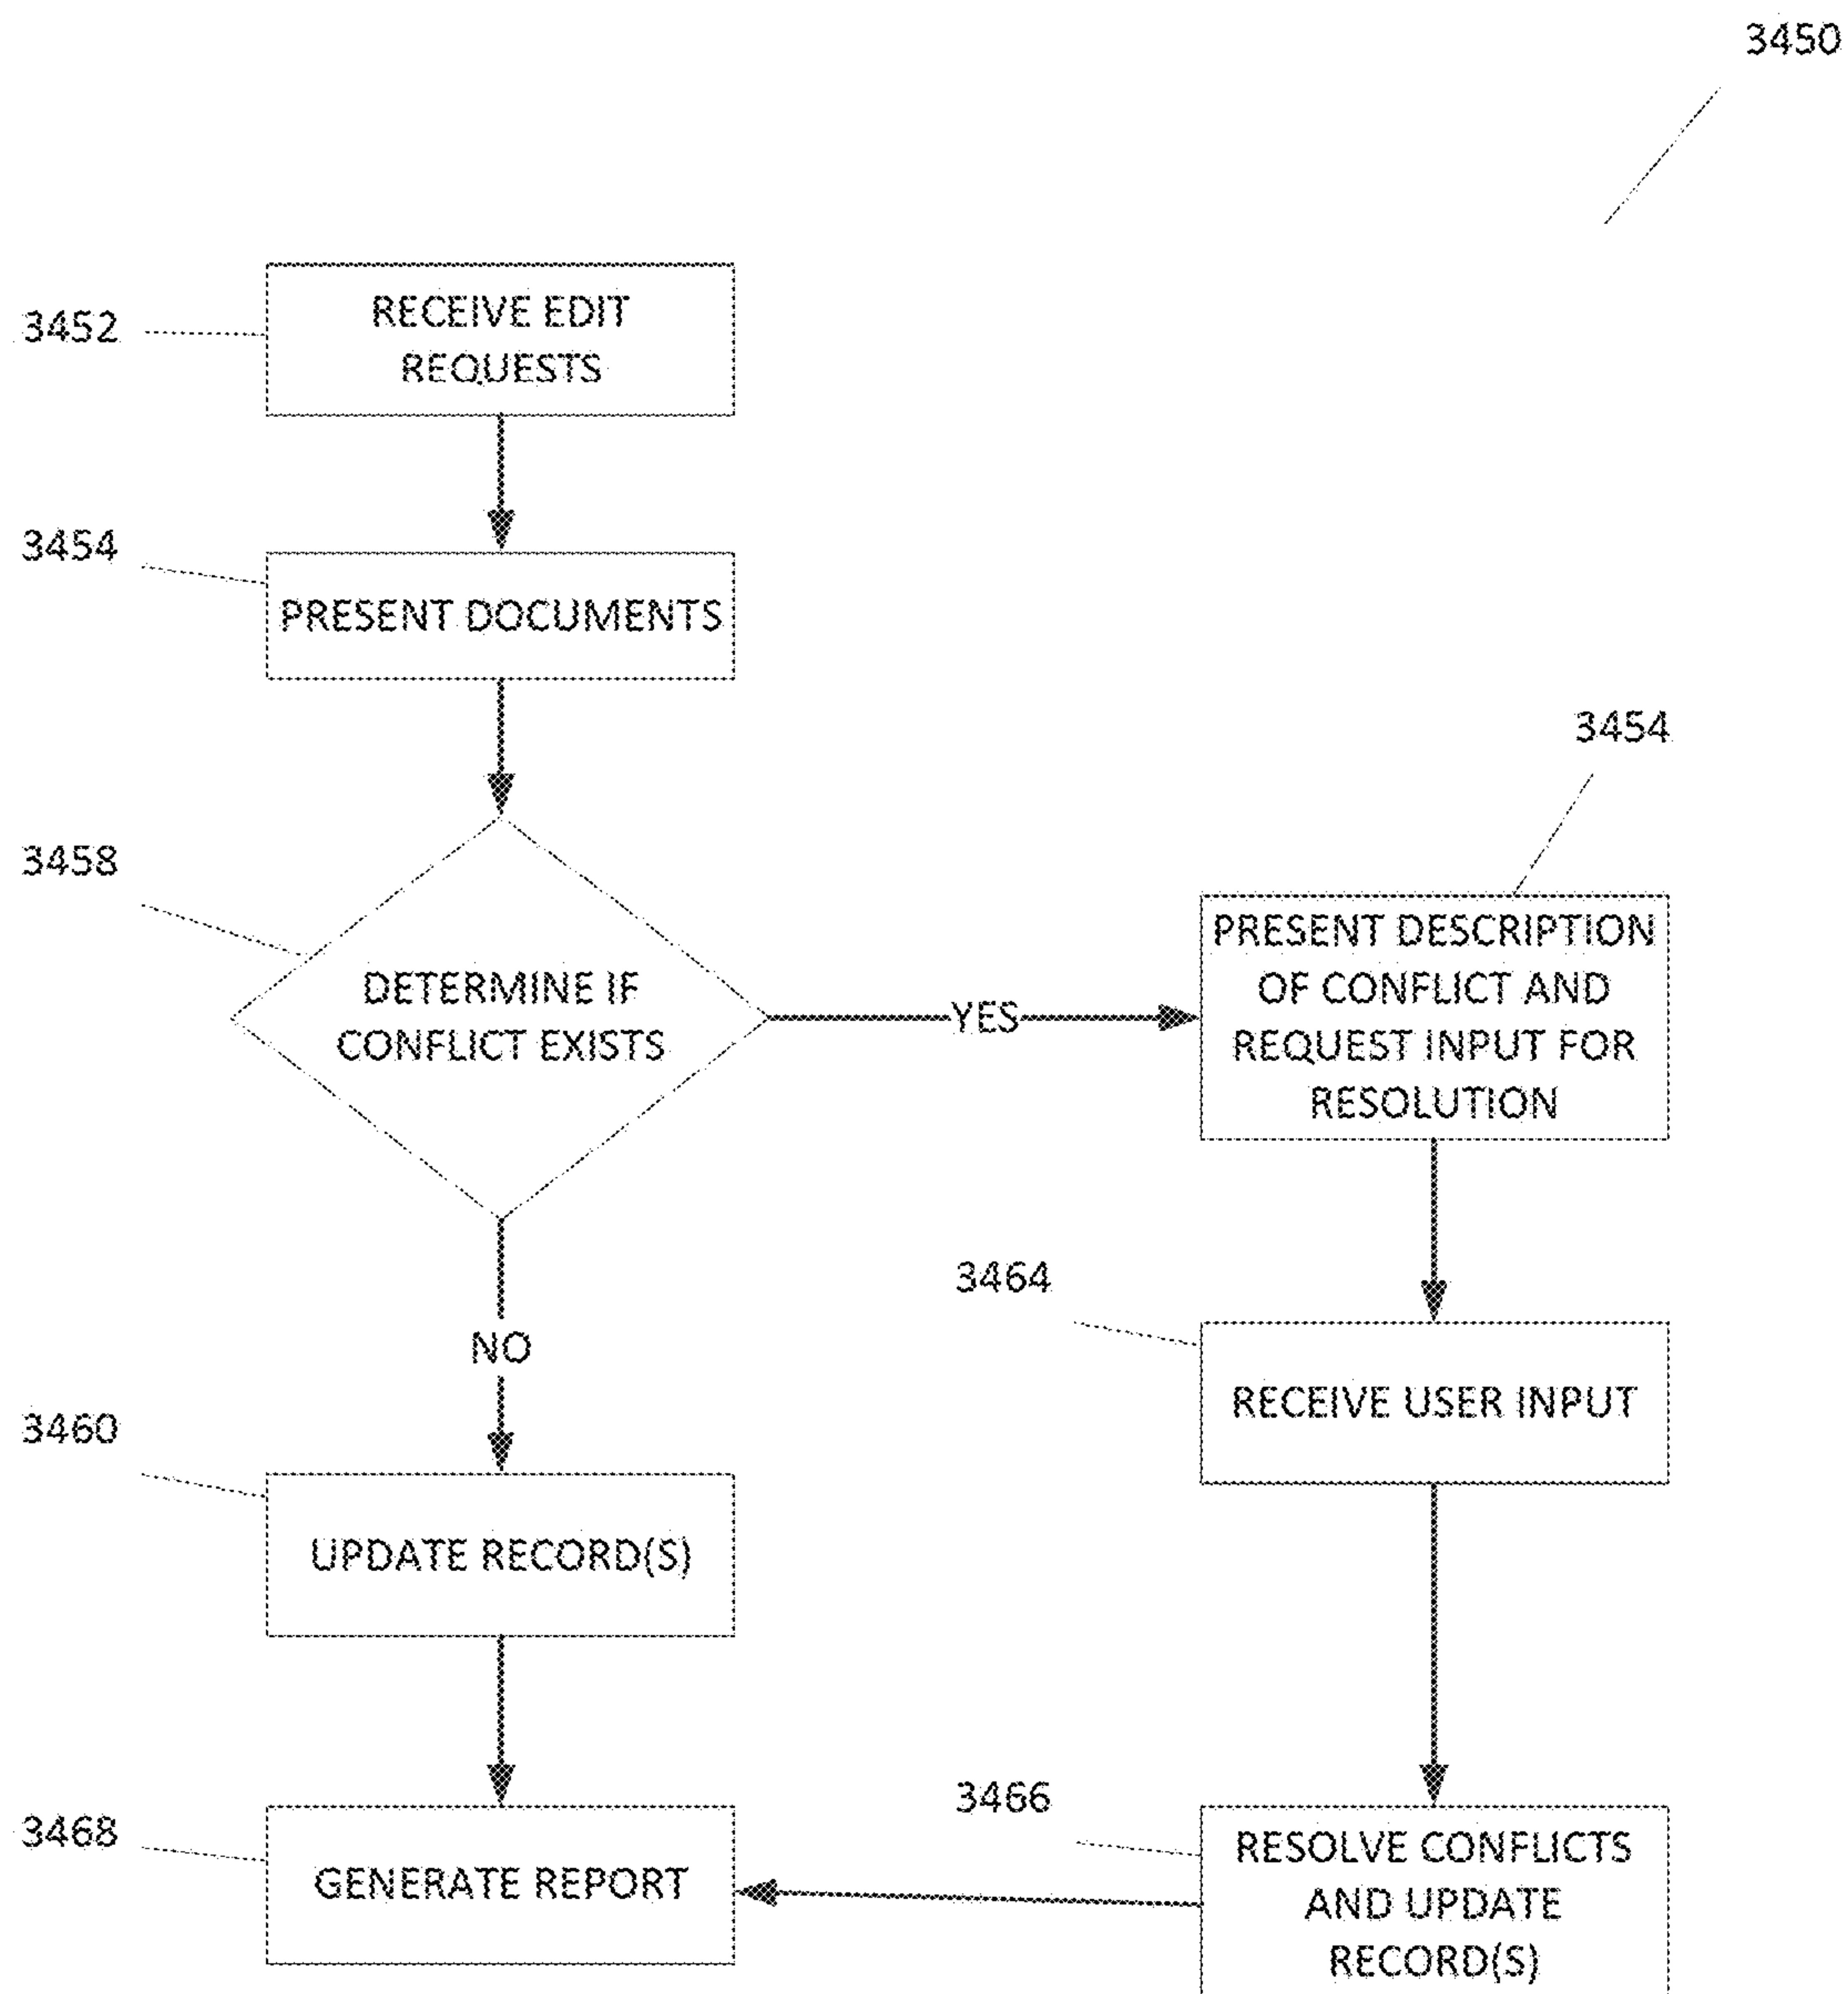 3450
3452
RECEIVE EDIT
REQUESTS
3454
PRESENT DOCUMENTS
3458
DETERMINE IF
CONFLICT EXISTS
YES
3454
PRESENT DESCRIPTION
OF CONFLICT AND
REQUEST INPUT FOR
RESOLUTION
NO
3464
RECEIVE USER INPUT
3460
UPDATE RECORD(S)
3466
RESOLVE CONFLICTS
AND UPDATE
RECORD(S)
3468
GENERATE REPORT